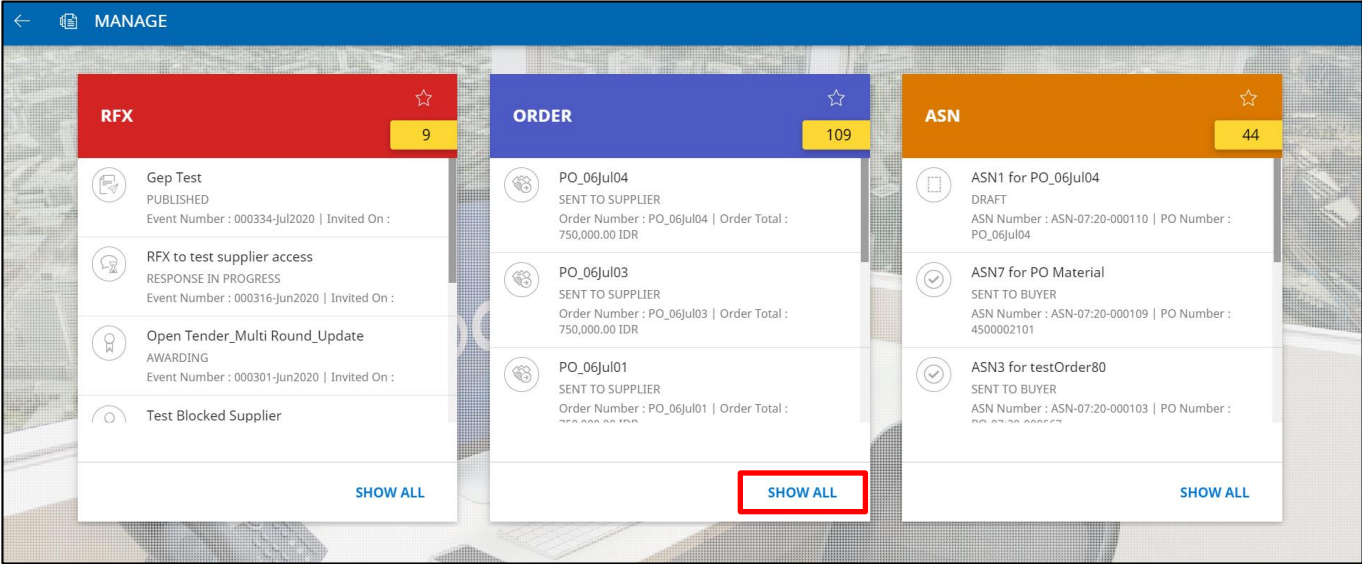 MANAGE
RFX
9
Gep Test
PUBLISHED
Event Number : 000334-Jul2020 | Invited On :
RFX to test supplier access
RESPONSE IN PROGRESS
Event Number : 000316-Jun2020 | Invited On :
Open Tender_Multi Round_Update
AWARDING
Event Number : 000301-Jun2020 | Invited On :
Test Blocked Supplier
SHOW ALL
ORDER
109
PO_06Jul04
SENT TO SUPPLIER
Order Number : PO_06Jul04 | Order Total :
750,000.00 IDR
PO_06Jul03
SENT TO SUPPLIER
Order Number : PO_06Jul03 | Order Total :
750,000.00 IDR
PO_06Jul01
SENT TO SUPPLIER
Order Number : PO_06Jul01 | Order Total :
750,000.00 IDR
SHOW ALL
ASN
44
ASN1 for PO_06Jul04
DRAFT
ASN Number : ASN-07:20-000110 | PO Number :
PO_06Jul04
ASN7 for PO Material
SENT TO BUYER
ASN Number : ASN-07:20-000109 | PO Number :
4500002101
ASN3 for testOrder80
SENT TO BUYER
ASN Number : ASN-07:20-000103 | PO Number :
SHOW ALL